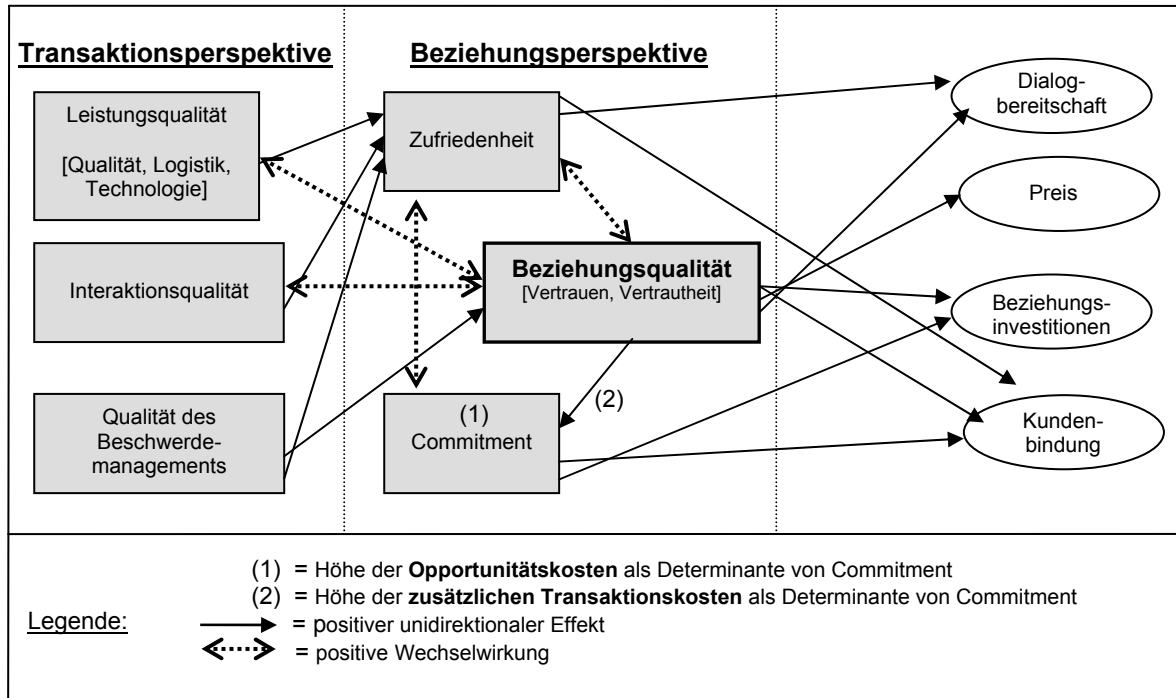 Transaktionsperspektive
Beziehungsperspektive
Leistungsqualität
[Qualität, Logistik,
Technologie]
Interaktionsqualität
Qualität des
Beschwerde-
managements
Zufriedenheit
Beziehungsqualität
[Vertrauen, Vertrautheit]
(2)
(1)
Commitment
Dialog-
bereitschaft
Preis
Beziehungs-
investitionen
Kunden-
bindung
Legende:
(1) = Höhe der Opportunitätskosten als Determinante von Commitment
(2) = Höhe der zusätzlichen Transaktionskosten als Determinante von Commitment
= positiver unidirektionaler Effekt
= positive Wechselwirkung